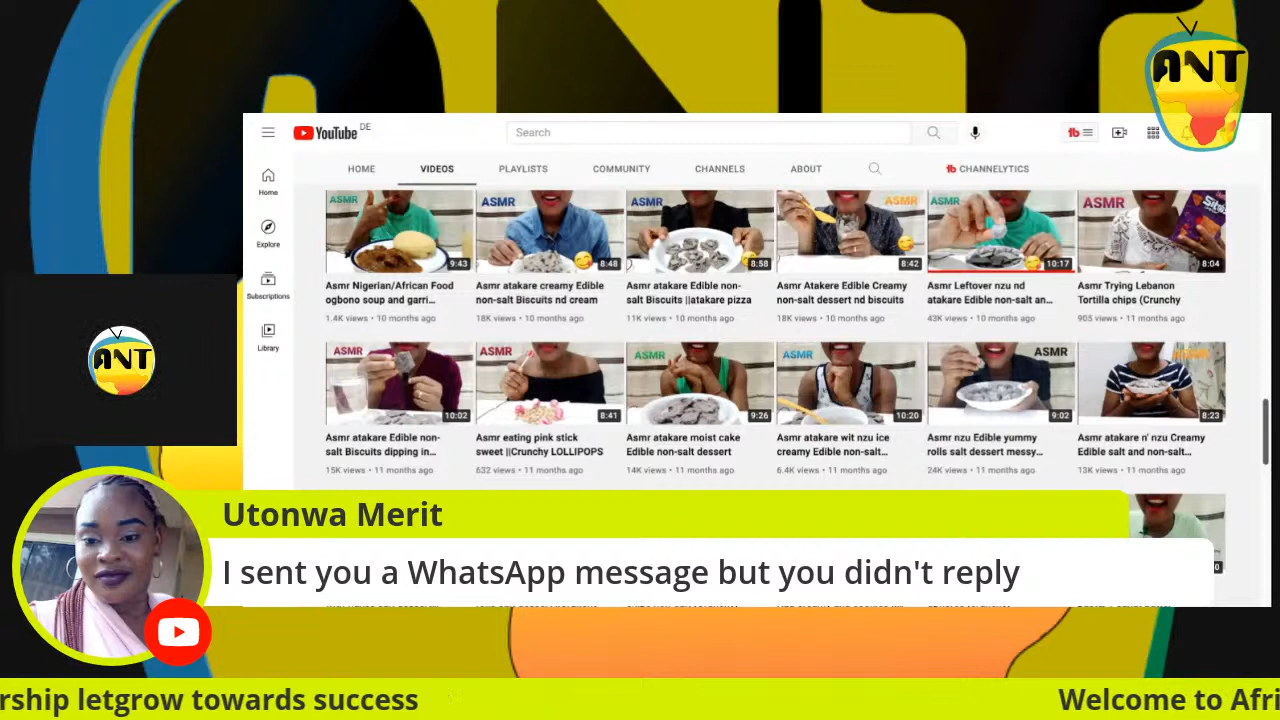 ANT
YouTube DE
Search
HOME
VIDEOS
PLAYLISTS
COMMUNITY
CHANNELS
ABOUT
CHANNELYTICS
Home
Explore
Subscriptions
Library
ASMR
ASMR
ASMR
ASMR
ASMR
ASMR
9:43
8:48
8:58
8:42
10:17
8:04
Asmr Nigerian/African Food
ogbono soup and garri...
1.4K views • 10 months ago
Asmr atakare creamy Edible
non-salt Biscuits nd cream
18K views • 10 months ago
Asmr atakare Edible non-
salt Biscuits ||atakare pizza
11K views • 10 months ago
Asmr Atakere Edible Creamy
non-salt dessert nd biscuits
18K views • 10 months ago
Asmr Leftover nzu nd
atakare Edible non-salt an...
43K views • 10 months ago
Asmr Trying Lebanon
Tortilla chips (Crunchy
905 views • 11 months ago
ASMR
ASMR
ASMR
ASMR
ASMR
10:02
8:41
9:26
10:20
9:02
8:23
Asmr atakare Edible non-
salt Biscuits dipping in...
15K views • 11 months ago
Asmr eating pink stick
sweet ||Crunchy LOLLIPOPS
632 views • 11 months ago
Asmr atakare moist cake
Edible non-salt dessert
14K views • 11 months ago
Asmr atakare wit nzu ice
creamy Edible non-salt...
6.4K views • 11 months ago
Asmr nzu Edible yummy
rolls salt dessert messy...
24K views • 11 months ago
Asmr atakare n' nzu Creamy
Edible salt and non-salt...
13K views • 11 months ago
ANT
Utonwa Merit
I sent you a WhatsApp message but you didn't reply
rship letgrow towards success
Welcome to Afri